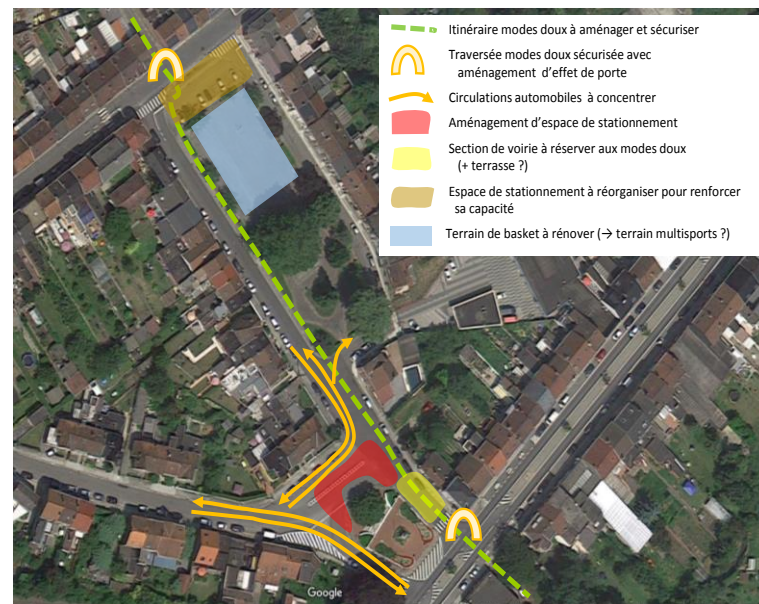 Itinéraire modes doux à aménager et sécuriser
Traversée modes doux sécurisée avec
aménagement d'effet de porte
Circulations automobiles à concentrer
Aménagement d'espace de stationnement
Section de voirie à réserver aux modes doux
(+ terrasse ?)
Espace de stationnement à réorganiser pour renforcer
sa capacité
Terrain de basket à rénover (→ terrain multisports ?)
Google